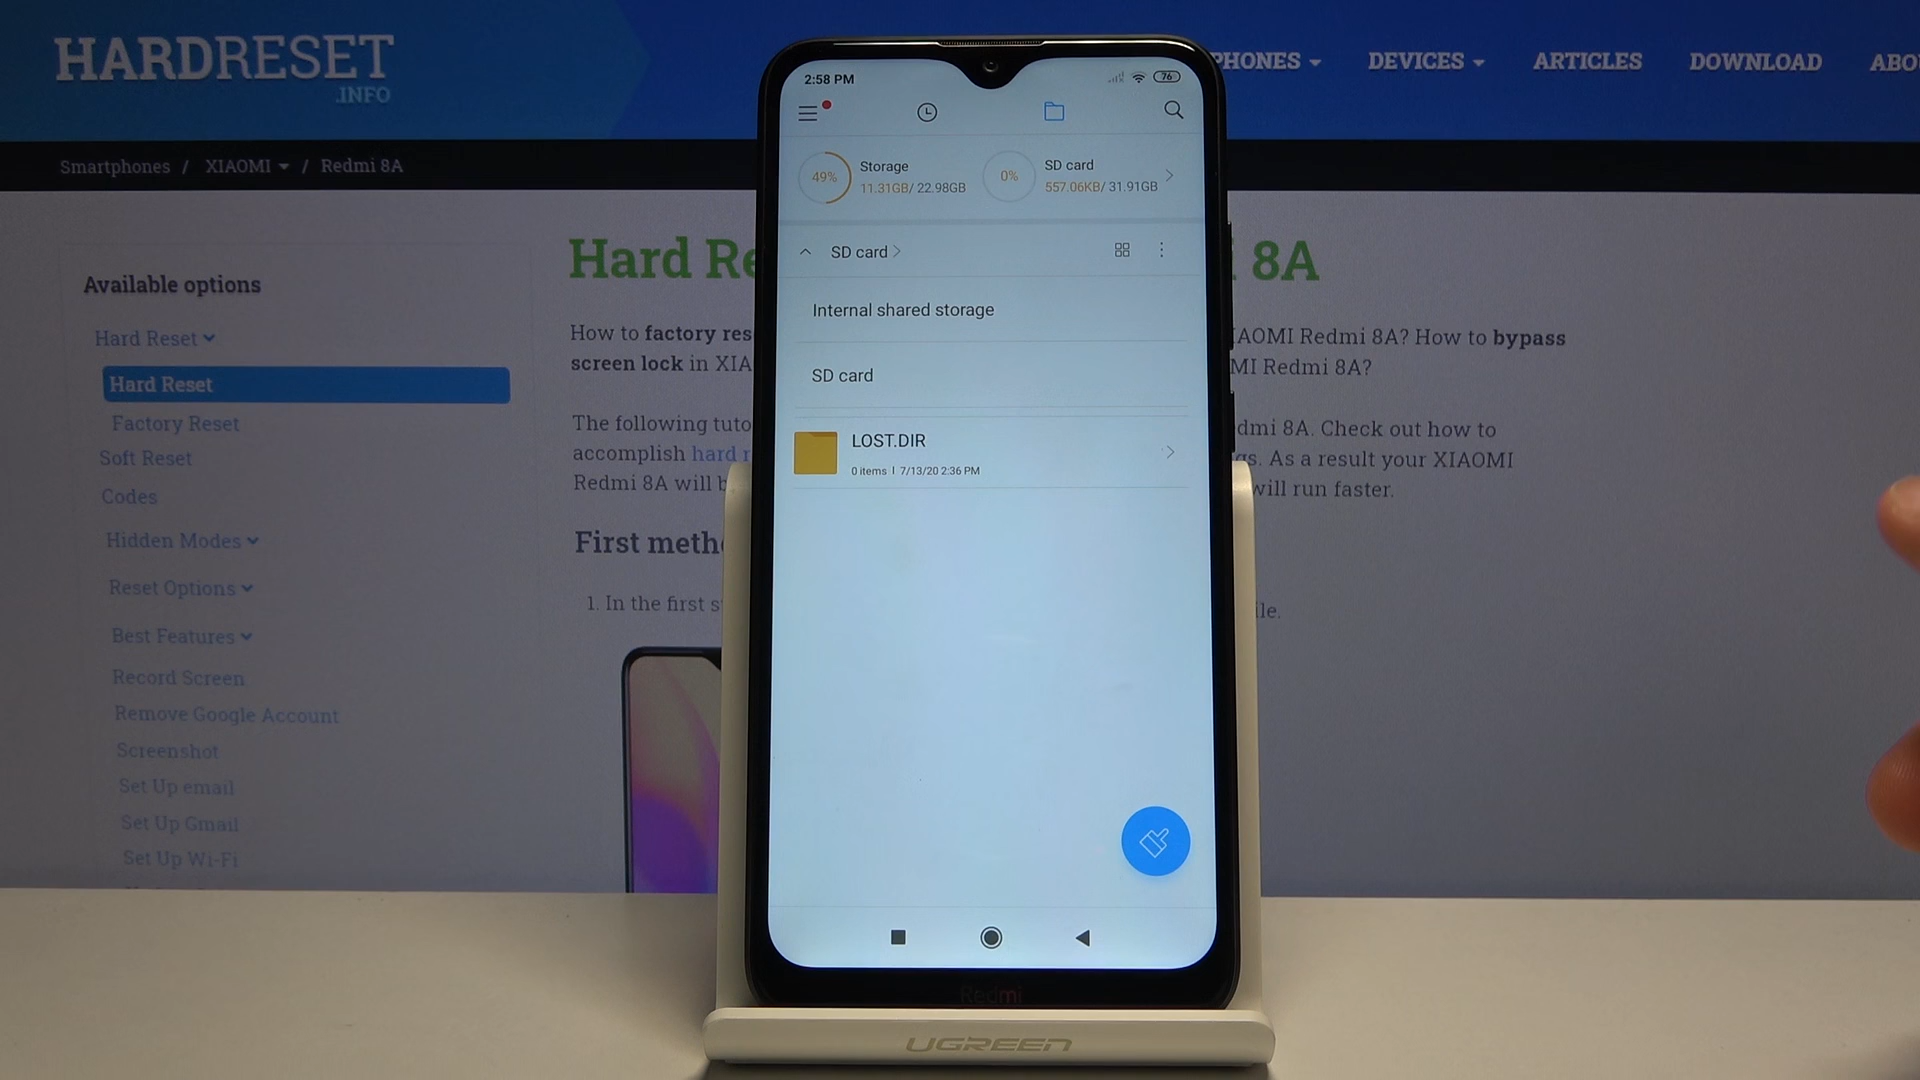 HARDRESET
.INFO
PHONES
DEVICES
ARTICLES
DOWNLOAD
Smartphones / XIAOMI / Redmi 8A
Available options
Hard Reset
Hard Reset
Factory Reset
Soft Reset
Codes
Hidden Modes
Reset Options
Best Features
Record Screen
Remove Google Account
Screenshot
Set Up email
Set Up Gmail
Set Up Wi-Fi
Hard Re
8A
How to factory res
XIAOMI Redmi 8A? How to bypass
screen lock in XIA
MI Redmi 8A?
The following tuto
dmi 8A. Check out how to
accomplish hard r
gs. As a result your XIAOMI
Redmi 8A will b
will run faster.
First meth
1. In the first s
ile.
2:58 PM
76
49%
Storage
11.31GB/ 22.98GB
0%
SD card
557.06KB/ 31.91GB
SD card
Internal shared storage
SD card
LOST.DIR
0 items | 7/13/20 2:36 PM
Redmi
UGREEN